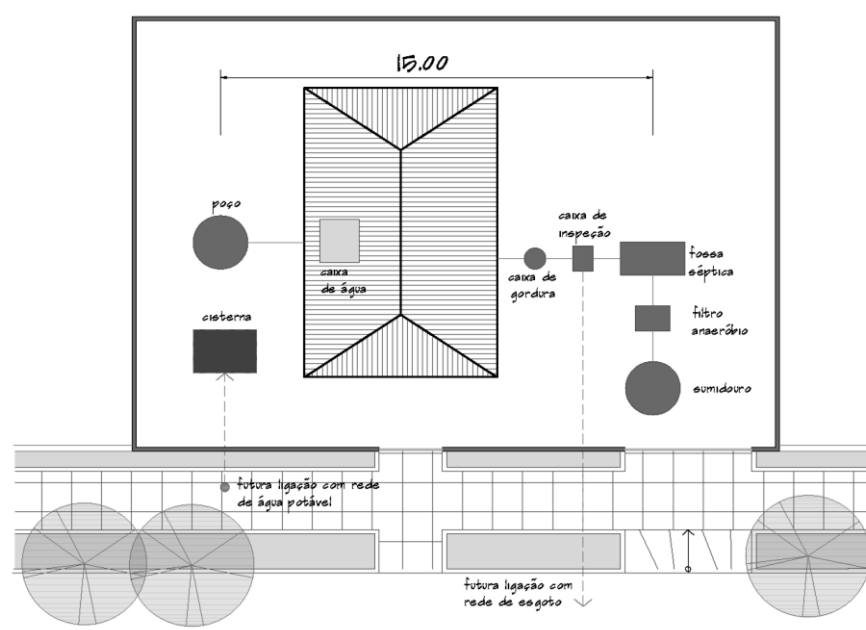 15.00
poço
caixa
de água
cisterna
caixa de
inspeção
caixa de
gordura
fossa
séptica
filtro
anaeróbio
sumidouro
futura ligação com rede
de água potável
futura ligação com
rede de esgoto